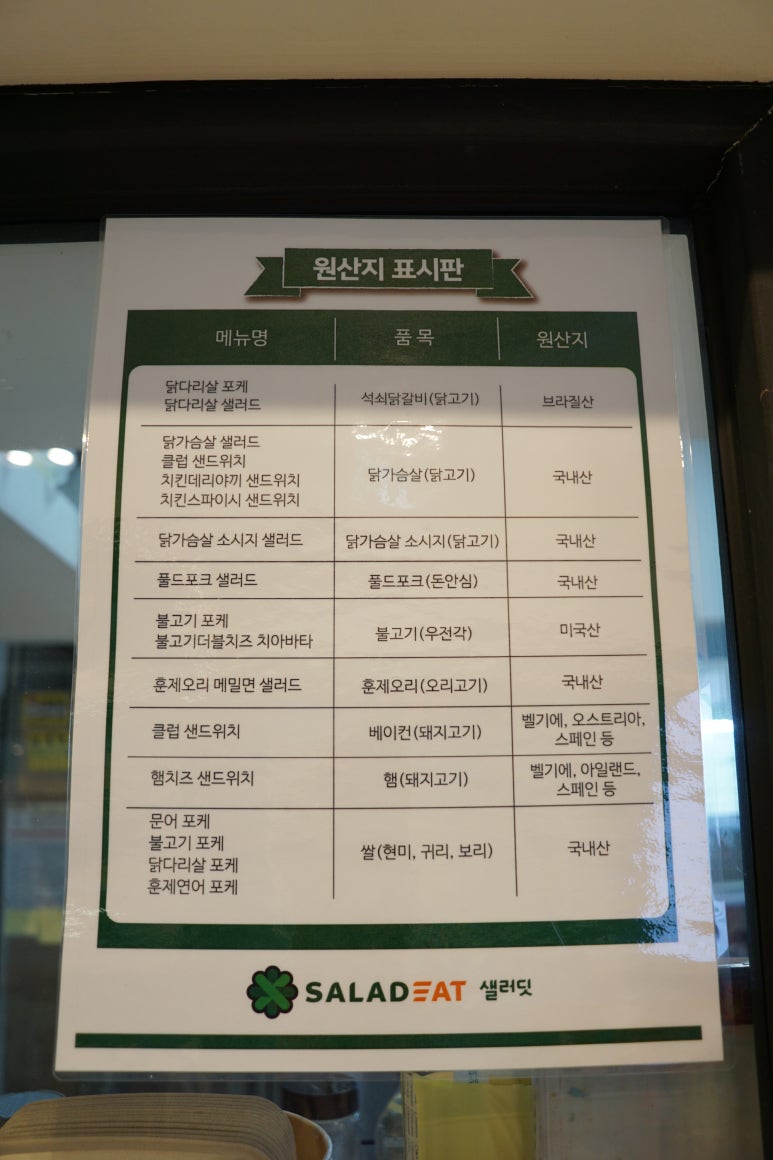 원산지 표시판
메뉴명 품목 원산지
닭다리살 포케
닭다리살 샐러드
석쇠닭갈비(닭고기)
브라질산
닭가슴살 샐러드
클럽 샌드위치
치킨데리야끼 샌드위치
치킨스파이시 샌드위치
닭가슴살(닭고기)
국내산
닭가슴살 소시지 샐러드 닭가슴살 소시지(닭고기) 국내산
풀드포크 샐러드 풀드포크(돈안심) 국내산
불고기 포케
불고기더블치즈 치아바타
불고기(우전각)
미국산
훈제오리 메밀면 샐러드 훈제오리(오리고기) 국내산
클럽 샌드위치 베이컨(돼지고기)
벨기에, 오스트리아,
스페인 등
햄치즈 샌드위치 햄(돼지고기)
벨기에, 아일랜드,
스페인 등
문어 포케
불고기 포케
닭다리살 포케
훈제연어 포케
쌀(현미, 귀리, 보리)
국내산
SALADEAT 샐러딧